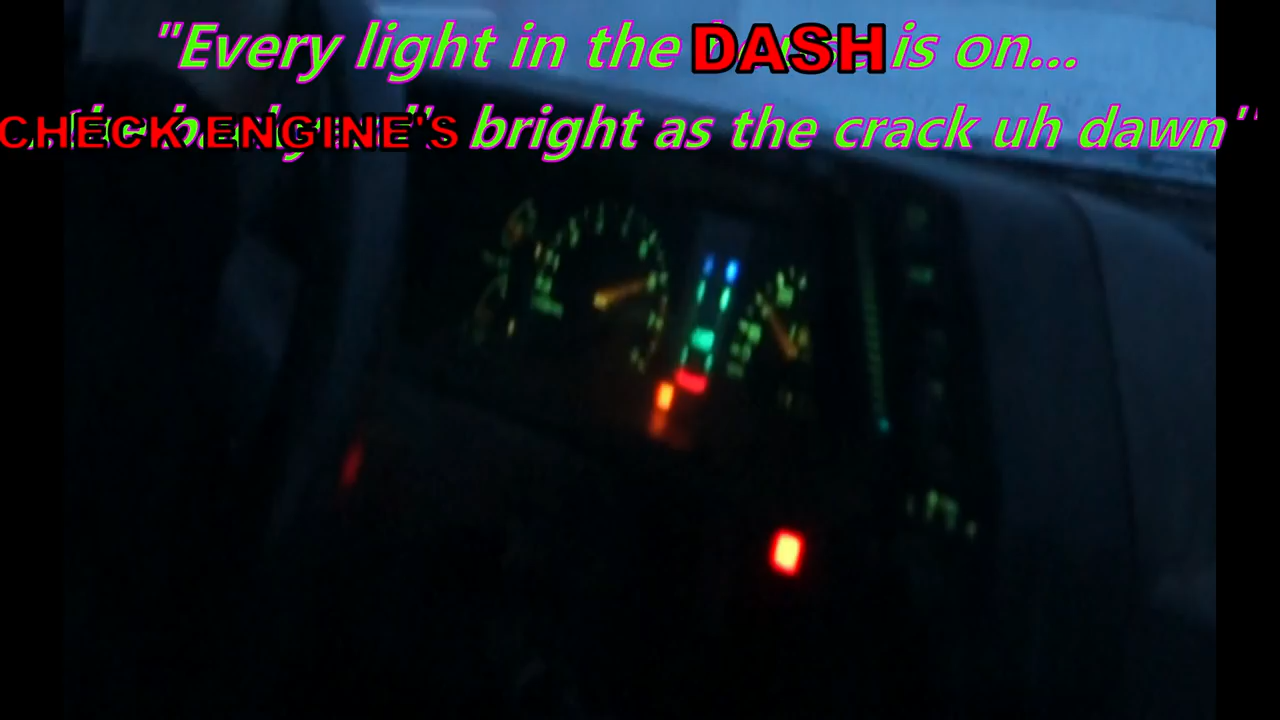 "Every light in the DASH is on...
CHECK ENGINE'S bright as the crack uh dawn"